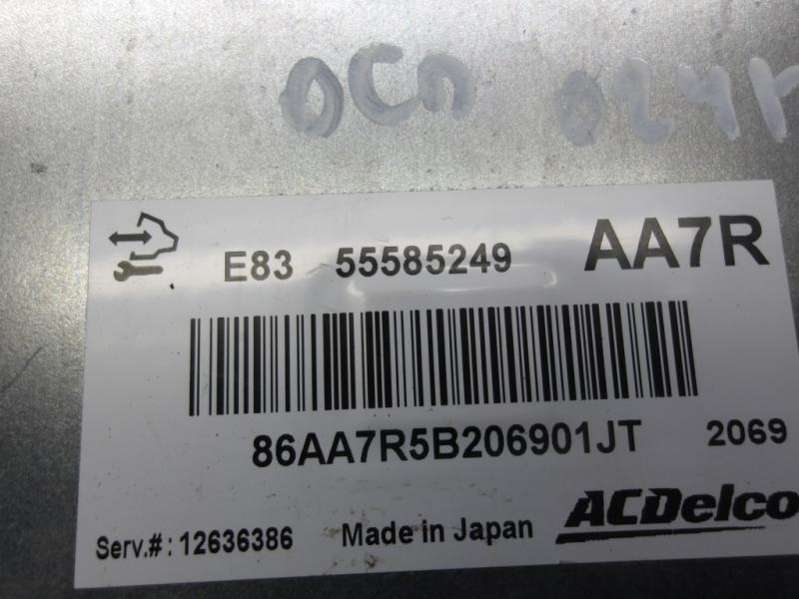 E83 55585249 AA7R
86AA7R5B206901JT 2069
Serv.#: 12636386 Made in Japan ACDelco